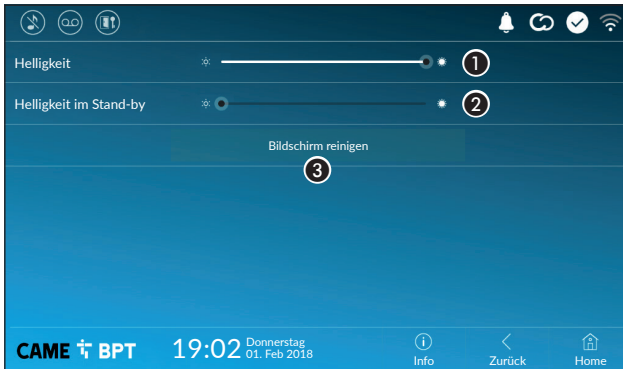 Helligkeit
1
Helligkeit im Stand-by
2
Bildschirm reinigen
3
CAME BPT
19:02
Donnerstag
01. Feb 2018
Info
Zurück
Home